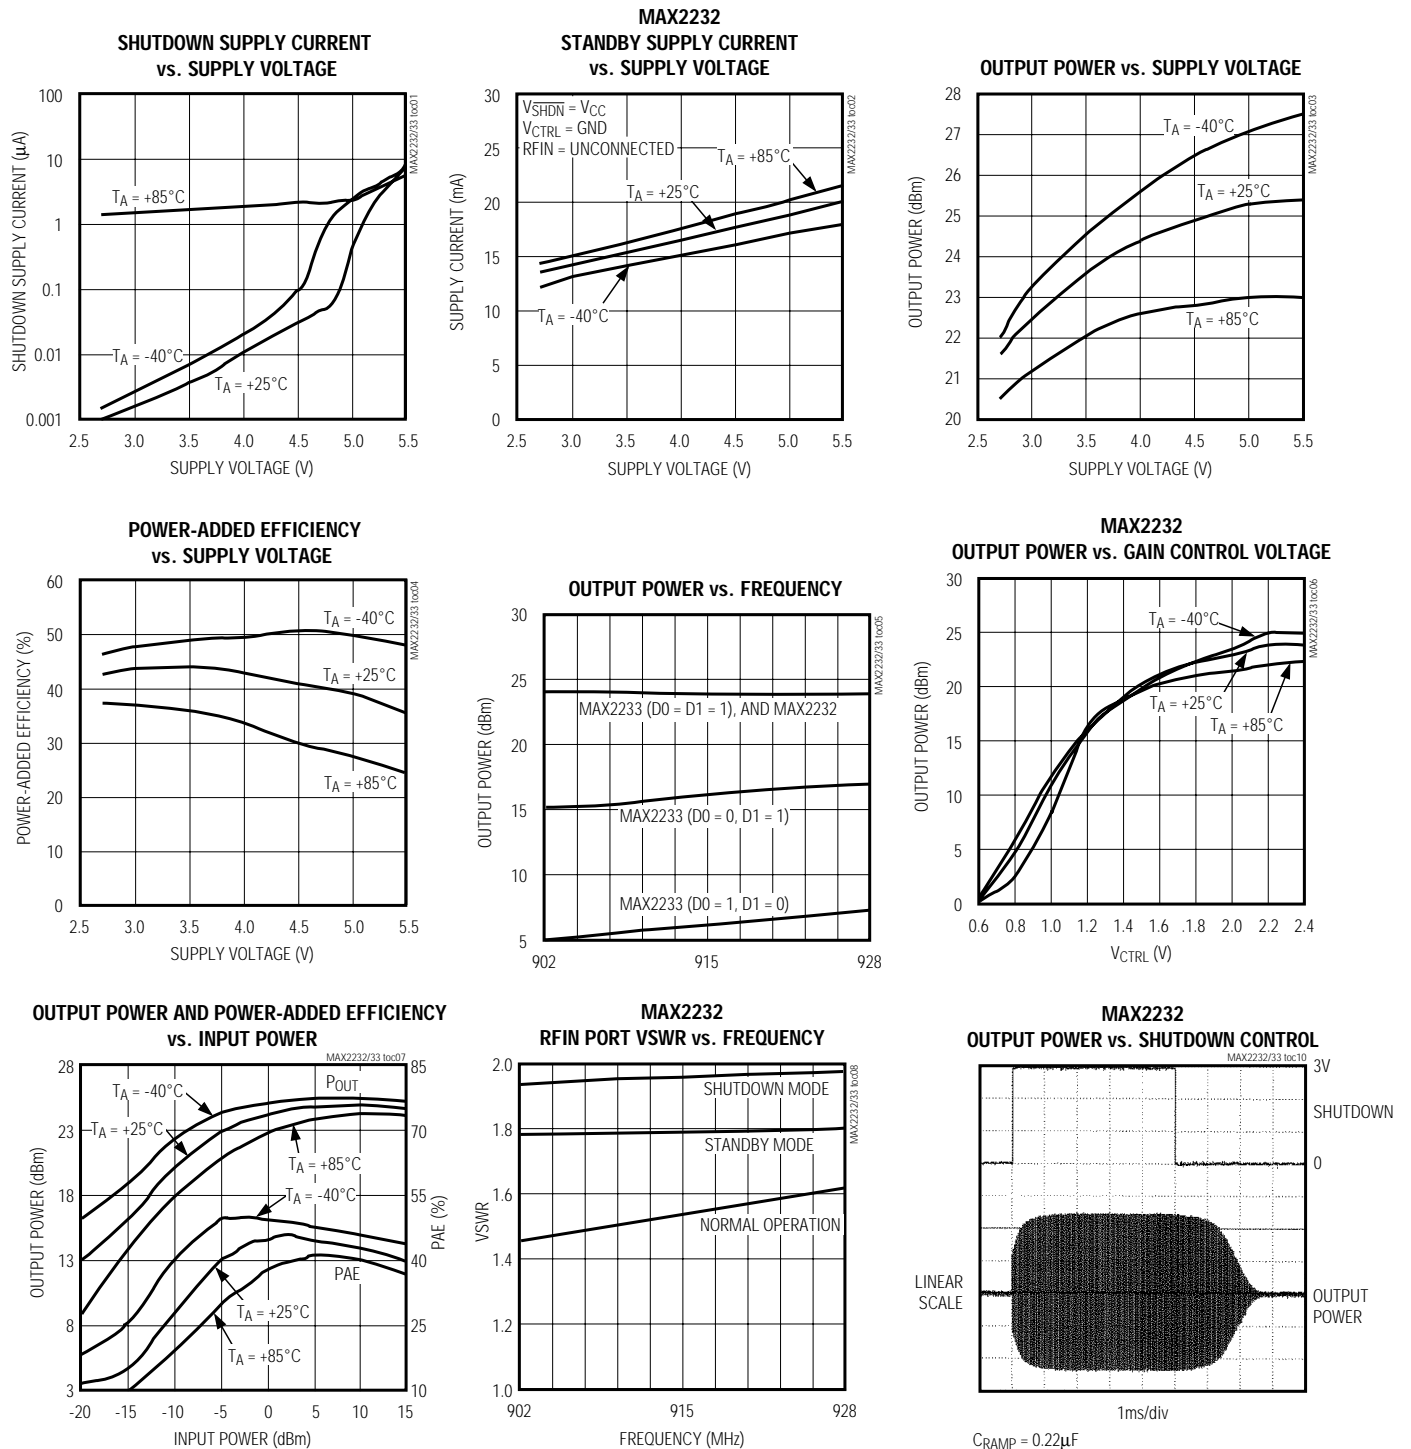 SHUTDOWN SUPPLY CURRENT
vs. SUPPLY VOLTAGE
MAX2232/33 toc01
SHUTDOWN SUPPLY CURRENT (μA)
100
10
1
0.1
0.01
0.001
TA = +85°C
TA = -40°C
TA = +25°C
2.5 3.0 3.5 4.0 4.5 5.0 5.5
SUPPLY VOLTAGE (V)
MAX2232
STANDBY SUPPLY CURRENT
vs. SUPPLY VOLTAGE
MAX2232/33 toc02
SUPPLY CURRENT (mA)
30
25
20
15
10
5
0
VSHDN = VCC
VCTRL = GND
RFIN = UNCONNECTED
TA = +85°C
TA = +25°C
TA = -40°C
2.5 3.0 3.5 4.0 4.5 5.0 5.5
SUPPLY VOLTAGE (V)
OUTPUT POWER vs. SUPPLY VOLTAGE
MAX2232/33 toc03
OUTPUT POWER (dBm)
28
27
26
25
24
23
22
21
20
TA = -40°C
TA = +25°C
TA = +85°C
2.5 3.0 3.5 4.0 4.5 5.0 5.5
SUPPLY VOLTAGE (V)
POWER-ADDED EFFICIENCY
vs. SUPPLY VOLTAGE
MAX2232/33 toc04
POWER-ADDED EFFICIENCY (%)
60
50
40
30
20
10
0
TA = -40°C
TA = +25°C
TA = +85°C
2.5 3.0 3.5 4.0 4.5 5.0 5.5
SUPPLY VOLTAGE (V)
OUTPUT POWER vs. FREQUENCY
MAX2232/33 toc05
OUTPUT POWER (dBm)
30
25
20
15
10
5
MAX2233 (D0 = D1 = 1), AND MAX2232
MAX2233 (D0 = 0, D1 = 1)
MAX2233 (D0 = 1, D1 = 0)
902 915 928
MAX2232
OUTPUT POWER vs. GAIN CONTROL VOLTAGE
MAX2232/33 toc06
OUTPUT POWER (dBm)
30
25
20
15
10
5
0
TA = -40°C
TA = +25°C
TA = +85°C
0.6 0.8 1.0 1.2 1.4 1.6 .1.8 2.0 2.2 2.4
VCTRL (V)
OUTPUT POWER AND POWER-ADDED EFFICIENCY
vs. INPUT POWER
MAX2232/33 toc07
OUTPUT POWER (dBm)
28
23
18
13
8
3
POUT
TA = -40°C
TA = +25°C
TA = +85°C
TA = -40°C
PAE
TA = +25°C
TA = +85°C
85
70
55
40
25
10
PAE (%)
-20 -15 -10 -5 0 5 10 15
INPUT POWER (dBm)
MAX2232
RFIN PORT VSWR vs. FREQUENCY
MAX2232/33 toc08
VSWR
2.0
1.8
1.6
1.4
1.2
1.0
SHUTDOWN MODE
STANDBY MODE
NORMAL OPERATION
902 915 928
FREQUENCY (MHz)
MAX2232
OUTPUT POWER vs. SHUTDOWN CONTROL
MAX2232/33 toc10
3V
SHUTDOWN
0
LINEAR
SCALE
OUTPUT
POWER
1ms/div
CRAMP = 0.22μF